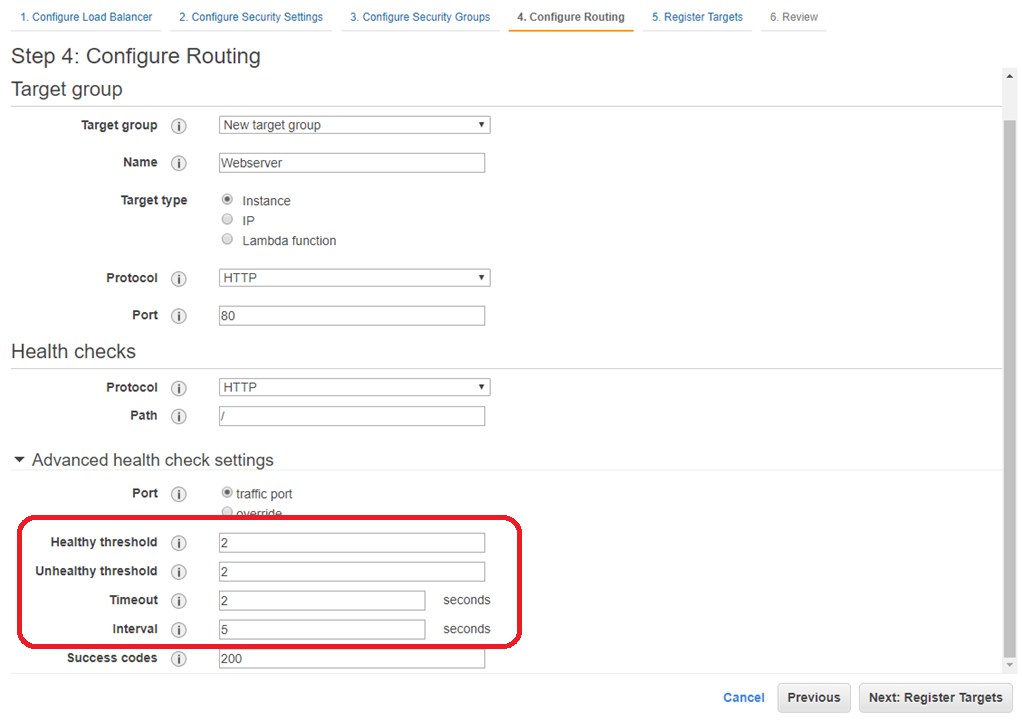 1. Configure Load Balancer 2. Configure Security Settings 3. Configure Security Groups 4. Configure Routing 5. Register Targets 6. Review
Step 4: Configure Routing
Target group
Target group i New target group
Name i Webserver
Target type Instance
IP
Lambda function
Protocol i HTTP
Port i 80
Health checks
Protocol i HTTP
Path i /
Advanced health check settings
Port i traffic port
override
Healthy threshold i 2
Unhealthy threshold i 2
Timeout i 2 seconds
Interval i 5 seconds
Success codes i 200
Cancel Previous Next: Register Targets